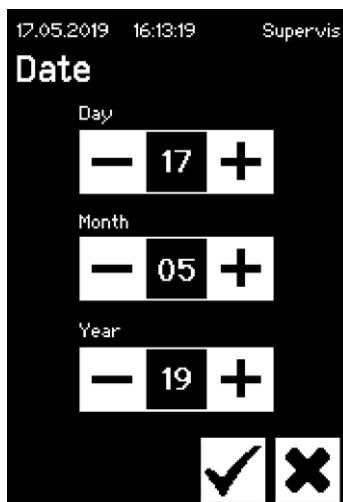 17.05.2019 16:13:19 Supervis
Date
Day
— 17 +
Month
— 05 +
Year
— 19 +